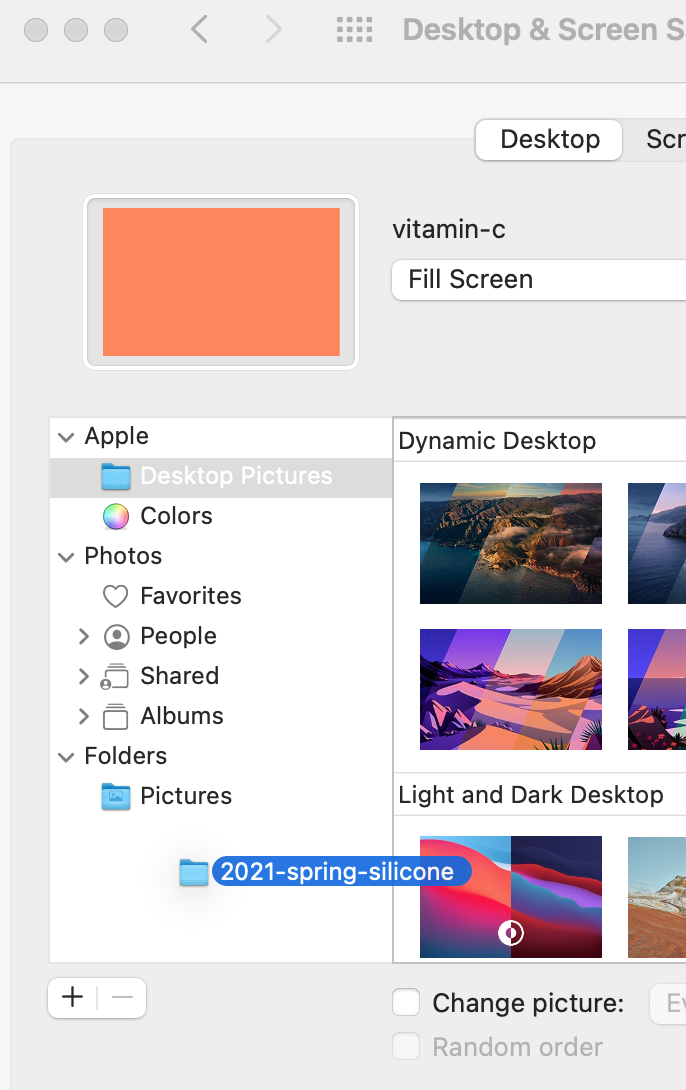 Desktop & Screen S
Desktop
Scr
vitamin-c
Fill Screen
Apple
Desktop Pictures
Colors
Photos
Favorites
People
Shared
Albums
Folders
Pictures
2021-spring-silicone
Dynamic Desktop
Light and Dark Desktop
Change picture:
Ev
Random order